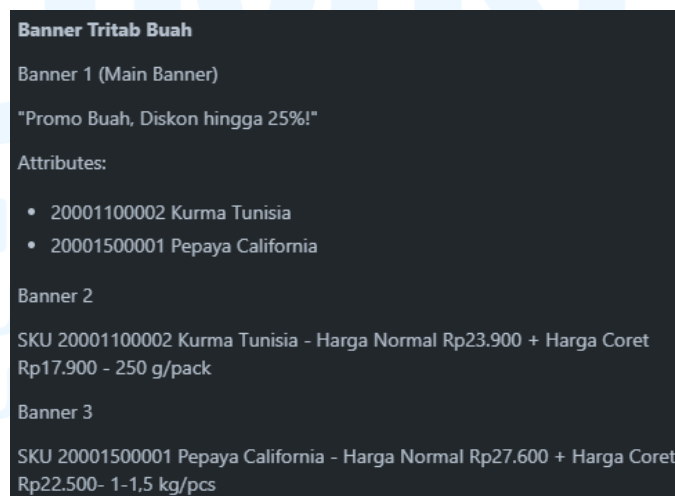 Banner Tritab Buah
Banner 1 (Main Banner)
"Promo Buah, Diskon hingga 25%!"
Attributes:
• 20001100002 Kurma Tunisia
• 20001500001 Pepaya California
Banner 2
SKU 20001100002 Kurma Tunisia - Harga Normal Rp23.900 + Harga Coret
Rp17.900 - 250 g/pack
Banner 3
SKU 20001500001 Pepaya California - Harga Normal Rp27.600 + Harga Coret
Rp22.500- 1-1,5 kg/pcs